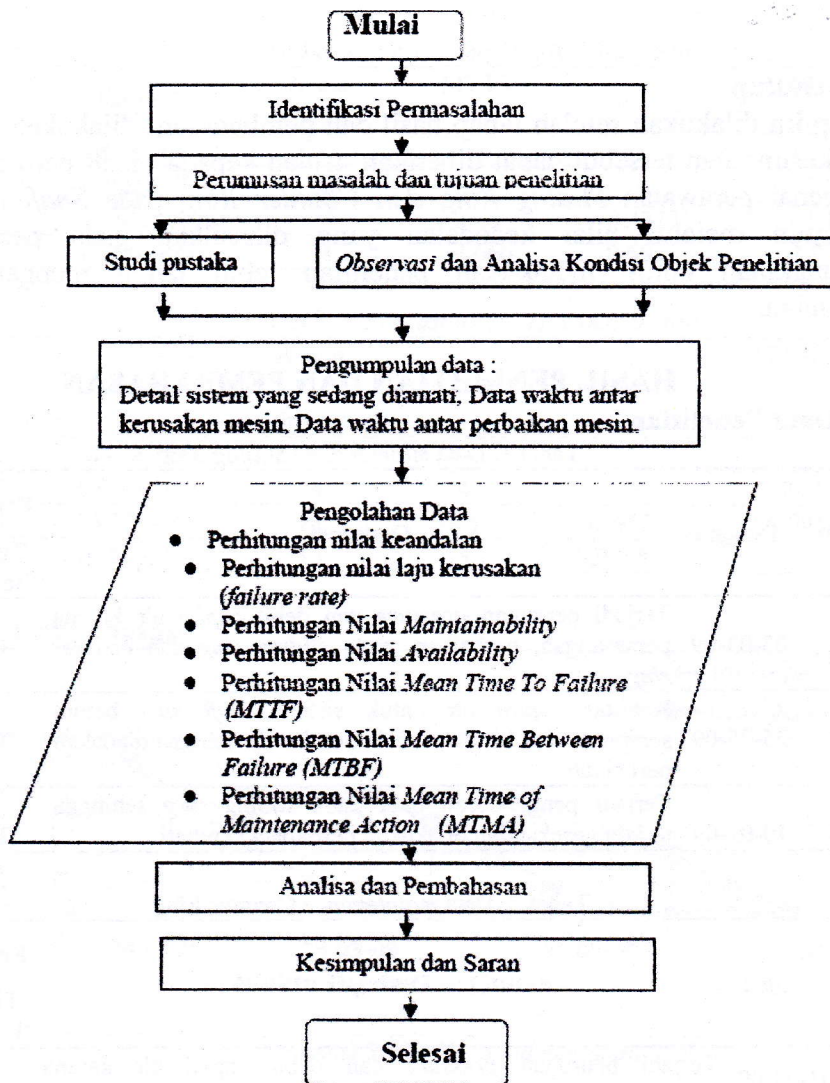 Mulai
Identifikasi Permasalahan
Perumusan masalah dan tujuan penelitian
Studi pustaka
Observasi dan Analisa Kondisi Objek Penelitian
Pengumpulan data :
Detail sistem yang sedang diamati, Data waktu antar
kerusakan mesin, Data waktu antar perbaikan mesin.
Pengolahan Data
• Perhitungan nilai keandalan
• Perhitungan nilai laju kerusakan
(failure rate)
• Perhitungan Nilai Maintainability
• Perhitungan Nilai Availability
• Perhitungan Nilai Mean Time To Failure
(MTTF)
• Perhitungan Nilai Mean Time Between
Failure (MTBF)
• Perhitungan Nilai Mean Time of
Maintenance Action (MTMA)
Analisa dan Pembahasan
Kesimpulan dan Saran
Selesai